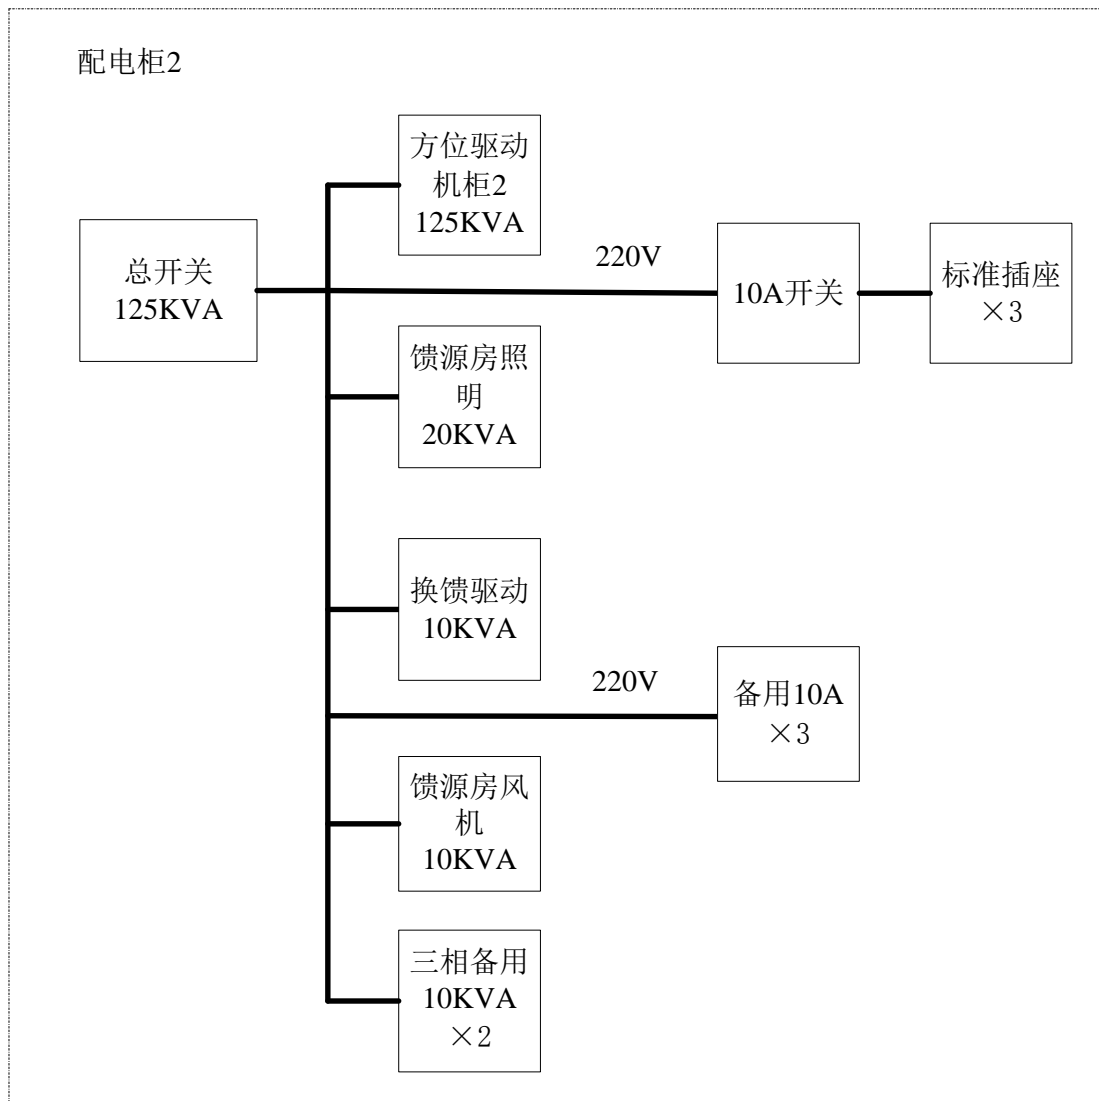 配电柜2
方位驱动
机柜2
125KVA
总开关
125KVA
220V
10A开关
标准插座
×3
馈源房照
明
20KVA
换馈驱动
10KVA
220V
备用10A
×3
馈源房风
机
10KVA
三相备用
10KVA
×2